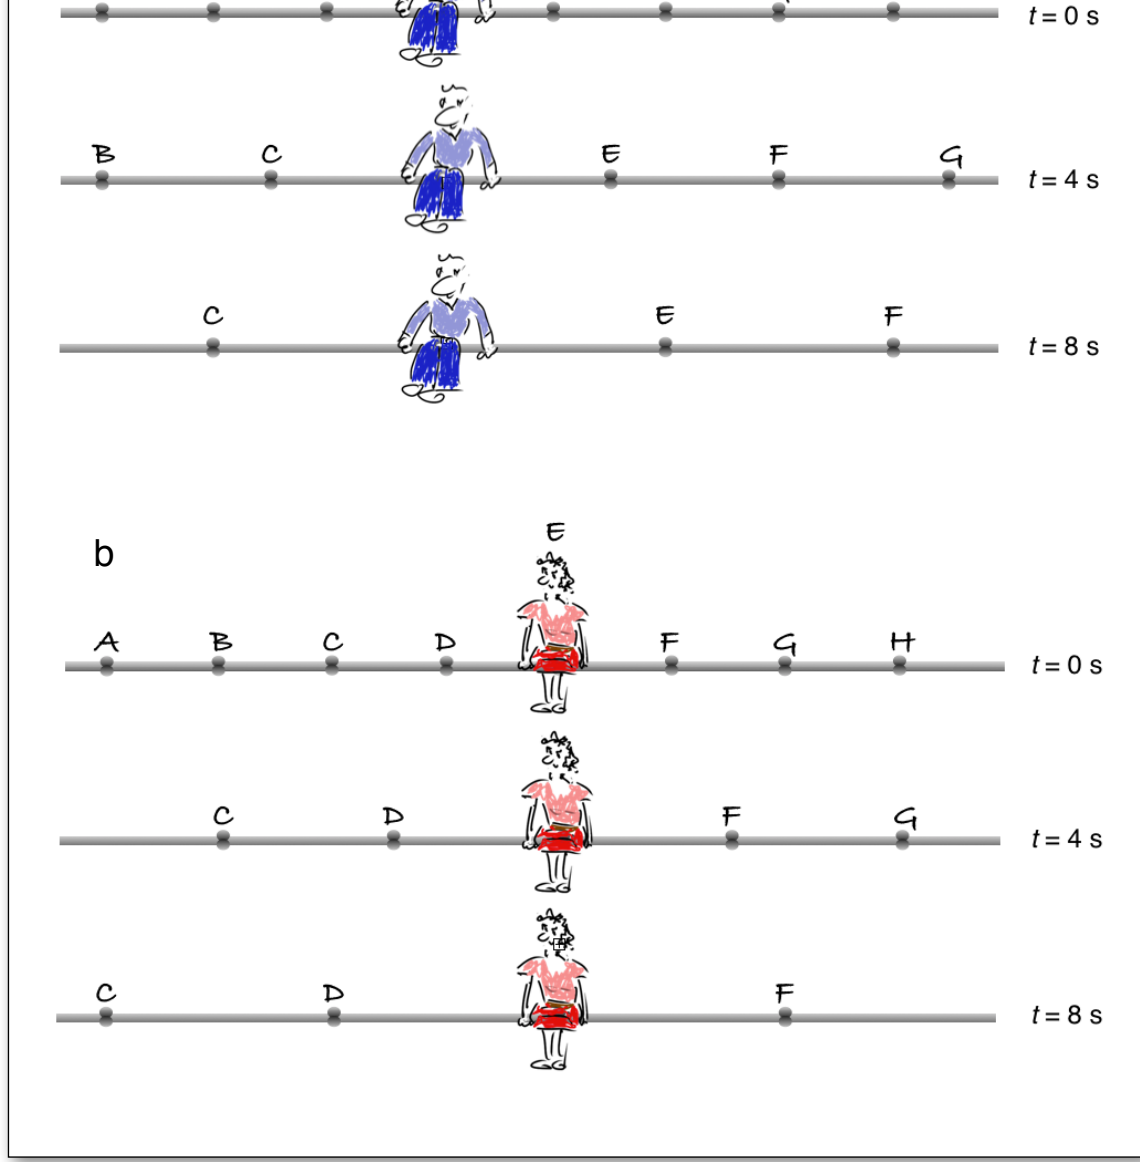 t = 0 s
B C E F G t = 4 s
C E F t = 8 s
b
E
A B C D F G H t = 0 s
C D F G t = 4 s
C D F t = 8 s